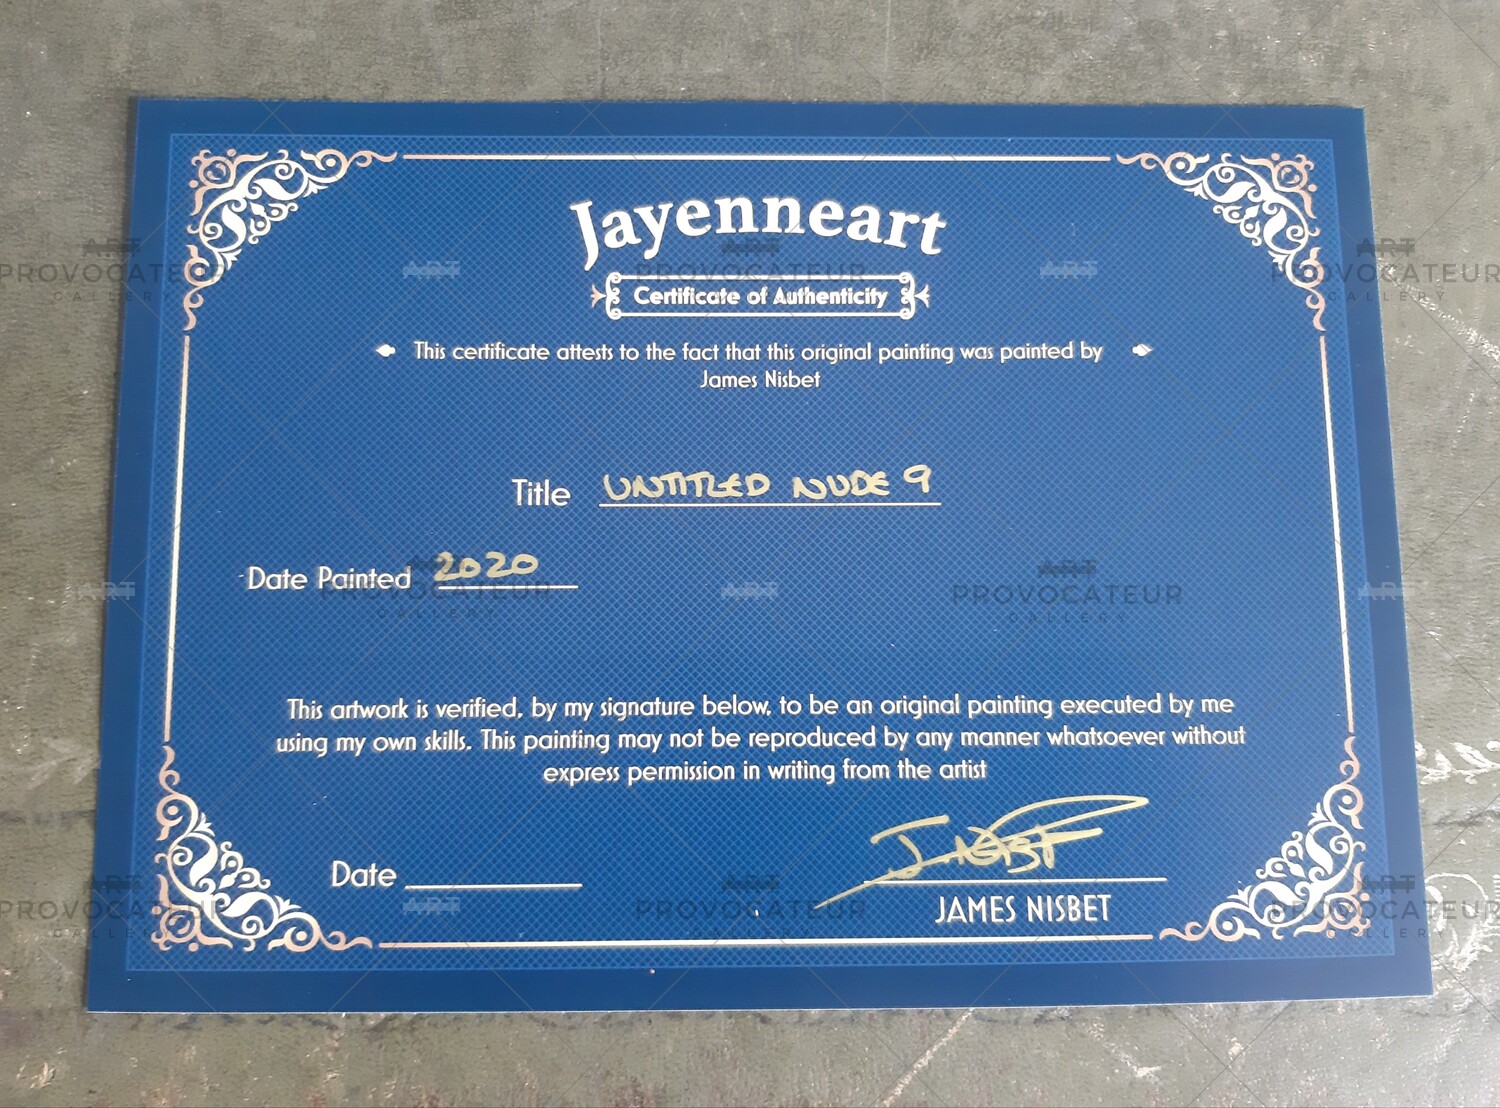 Jayenneart
Certificate of Authenticity
This certificate attests to the fact that this original painting was painted by
James Nisbet
Title UNTITLED NUDE 9
Date Painted 2020
This artwork is verified, by my signature below, to be an original painting executed by me
using my own skills. This painting may not be reproduced by any manner whatsoever without
express permission in writing from the artist
J. Nisbet
Date
JAMES NISBET
ART
PROVOCATEUR
GALLERY